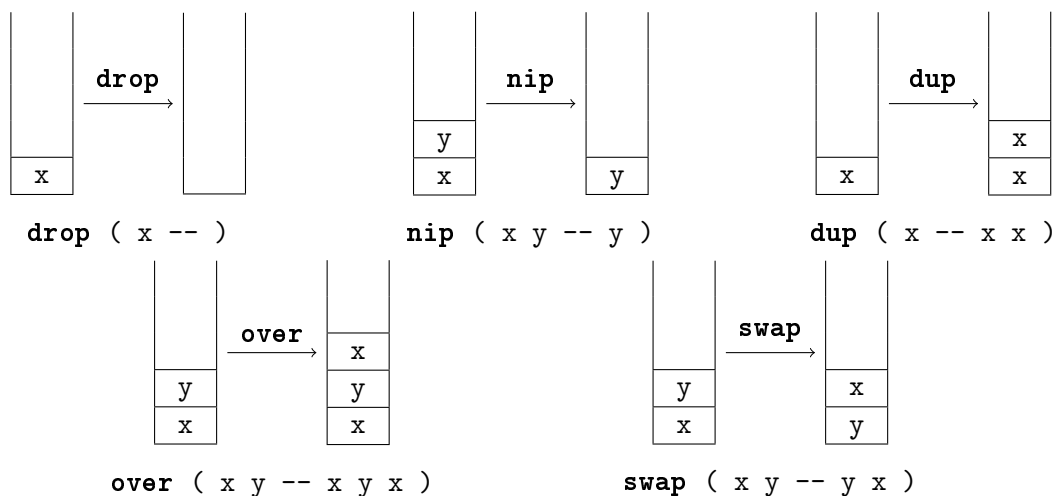 drop nip dup
y x
x x y x x
drop ( x -- ) nip ( x y -- y ) dup ( x -- x x )
over swap
x
y y y x
x x x y
over ( x y -- x y x ) swap ( x y -- y x )